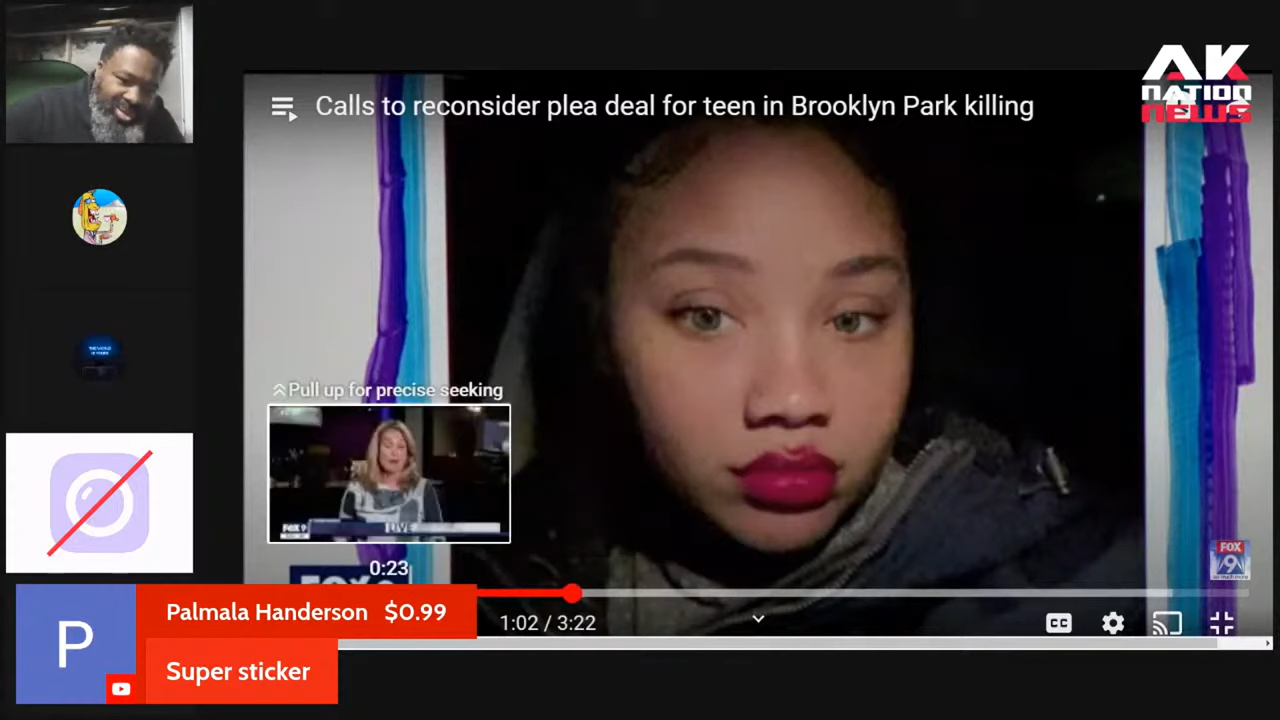 AK
NATION
NEWS
Calls to reconsider plea deal for teen in Brooklyn Park killing
Pull up for precise seeking
FOX 9
LIVE
0:23
FOX
9
1:02 / 3:22
CC
P
Palmala Handerson $0.99
Super sticker